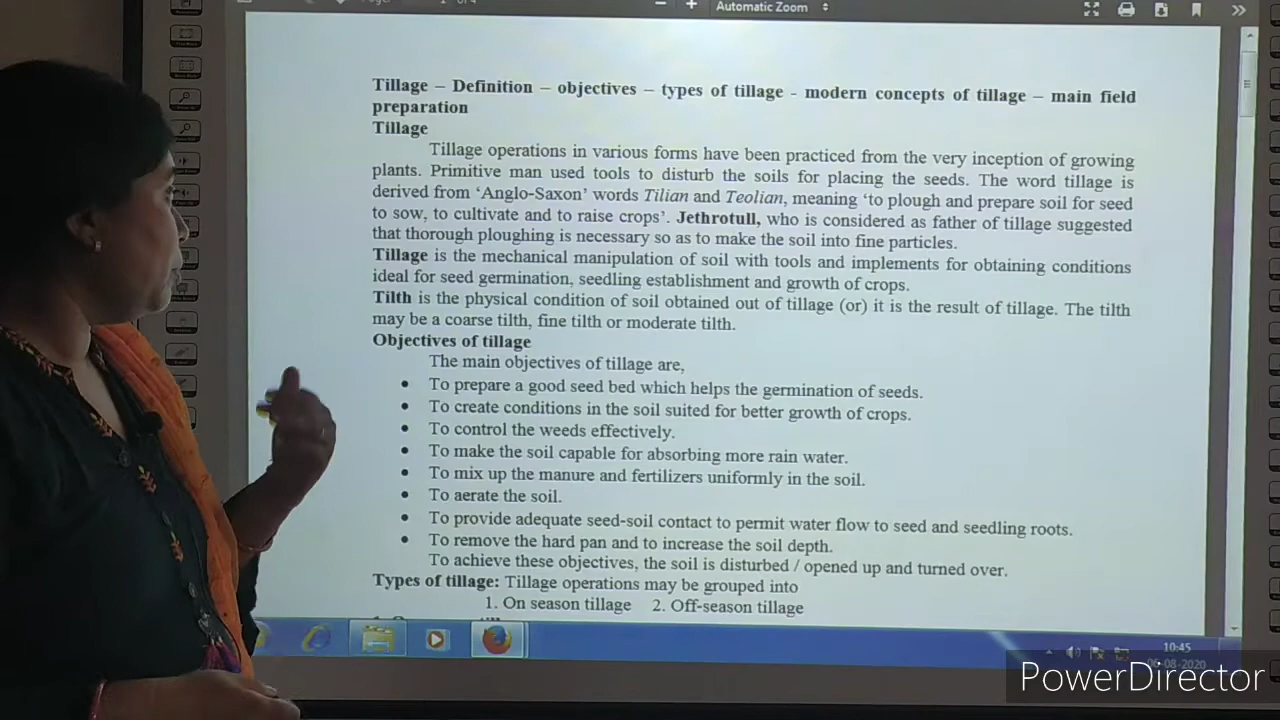 Automatic Zoom
Tillage – Definition – objectives – types of tillage - modern concepts of tillage – main field
preparation
Tillage
Tillage operations in various forms have been practiced from the very inception of growing
plants. Primitive man used tools to disturb the soils for placing the seeds. The word tillage is
derived from ‘Anglo-Saxon’ words Tilian and Teolian, meaning ‘to plough and prepare soil for seed
to sow, to cultivate and to raise crops’. Jethrotull, who is considered as father of tillage suggested
that thorough ploughing is necessary so as to make the soil into fine particles.
Tillage is the mechanical manipulation of soil with tools and implements for obtaining conditions
ideal for seed germination, seedling establishment and growth of crops.
Tilth is the physical condition of soil obtained out of tillage (or) it is the result of tillage. The tilth
may be a coarse tilth, fine tilth or moderate tilth.
Objectives of tillage
The main objectives of tillage are,
• To prepare a good seed bed which helps the germination of seeds.
• To create conditions in the soil suited for better growth of crops.
• To control the weeds effectively.
• To make the soil capable for absorbing more rain water.
• To mix up the manure and fertilizers uniformly in the soil.
• To aerate the soil.
• To provide adequate seed-soil contact to permit water flow to seed and seedling roots.
• To remove the hard pan and to increase the soil depth.
To achieve these objectives, the soil is disturbed / opened up and turned over.
Types of tillage: Tillage operations may be grouped into
1. On season tillage 2. Off-season tillage
10:45
06-08-2020
PowerDirector